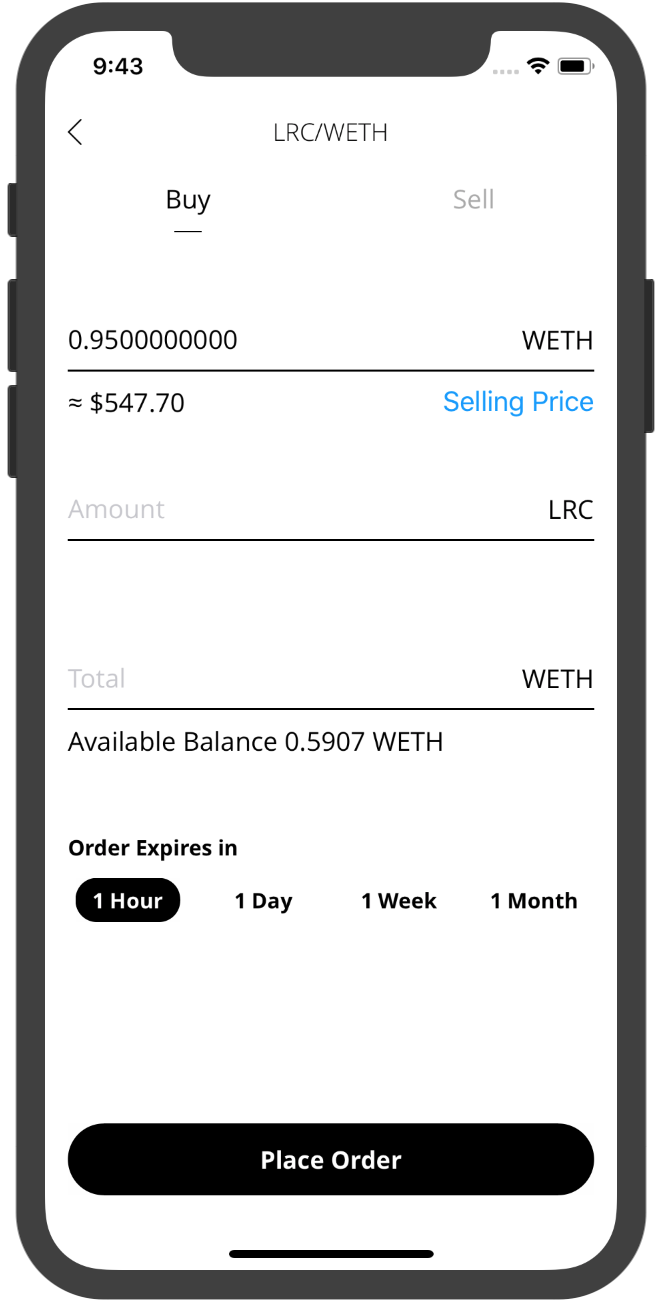 9:43
LRC/WETH
Buy Sell
0.9500000000 WETH
≈ $547.70 Selling Price
Amount LRC
Total WETH
Available Balance 0.5907 WETH
Order Expires in
1 Hour 1 Day 1 Week 1 Month
Place Order